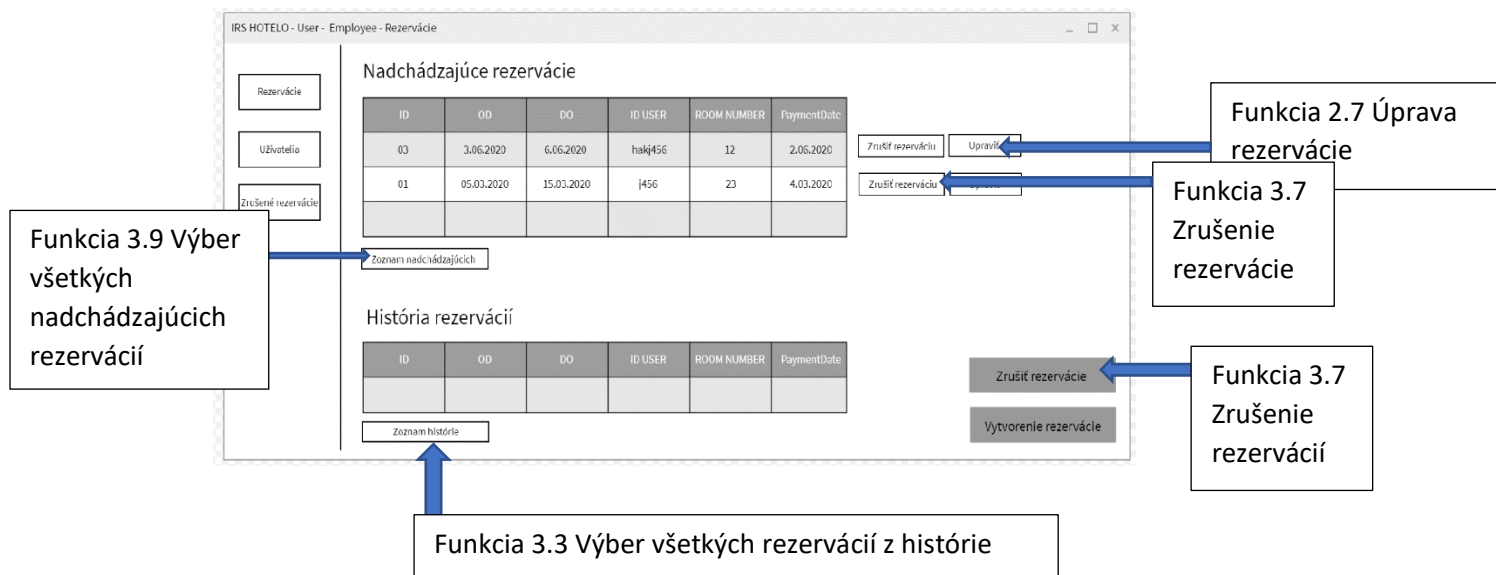 IRS HOTELO - User - Employee - Rezervácie
Rezervácie
Užívatelia
Zrušené rezervácie
Nadchádzajúce rezervácie
ID OD DO ID USER ROOM NUMBER PaymentDate
03 3.06.2020 6.06.2020 hakj456 12 2.06.2020 Zrušiť rezerváciu Upraviť
01 05.03.2020 15.03.2020 j456 23 4.03.2020 Zrušiť rezerváciu
Zoznam nadchádzajúcich
História rezervácií
ID OD DO ID USER ROOM NUMBER PaymentDate
Zoznam histórie
Zrušiť rezervácie
Vytvorenie rezervácie
Funkcia 2.7 Úprava
rezervácie
Funkcia 3.7
Zrušenie
rezervácie
Funkcia 3.9 Výber
všetkých
nadchádzajúcich
rezervácií
Funkcia 3.7
Zrušenie
rezervácií
Funkcia 3.3 Výber všetkých rezervácií z histórie